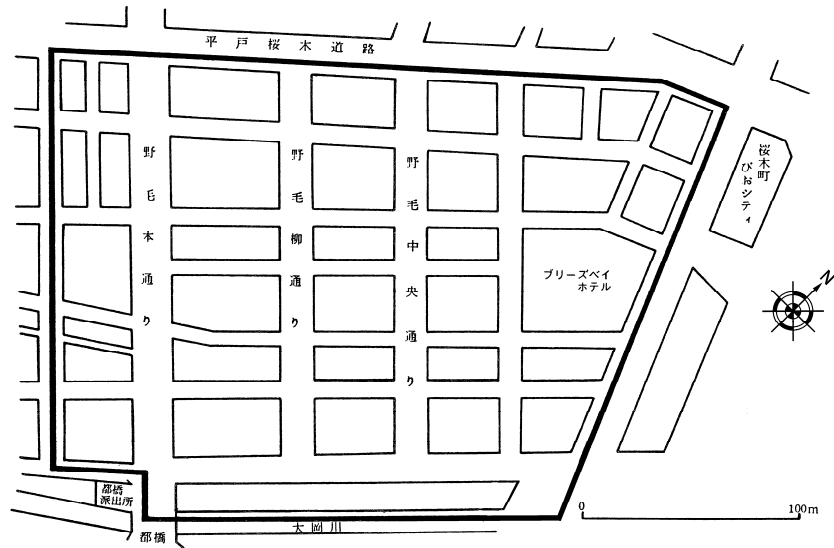 平戸桜木道路
野毛本通り
野毛柳通り
野毛中央通り
桜木町
ぴおシティ
ブリーズベイ
ホテル
N
都橋
派出所
都橋
大岡川
0
100m